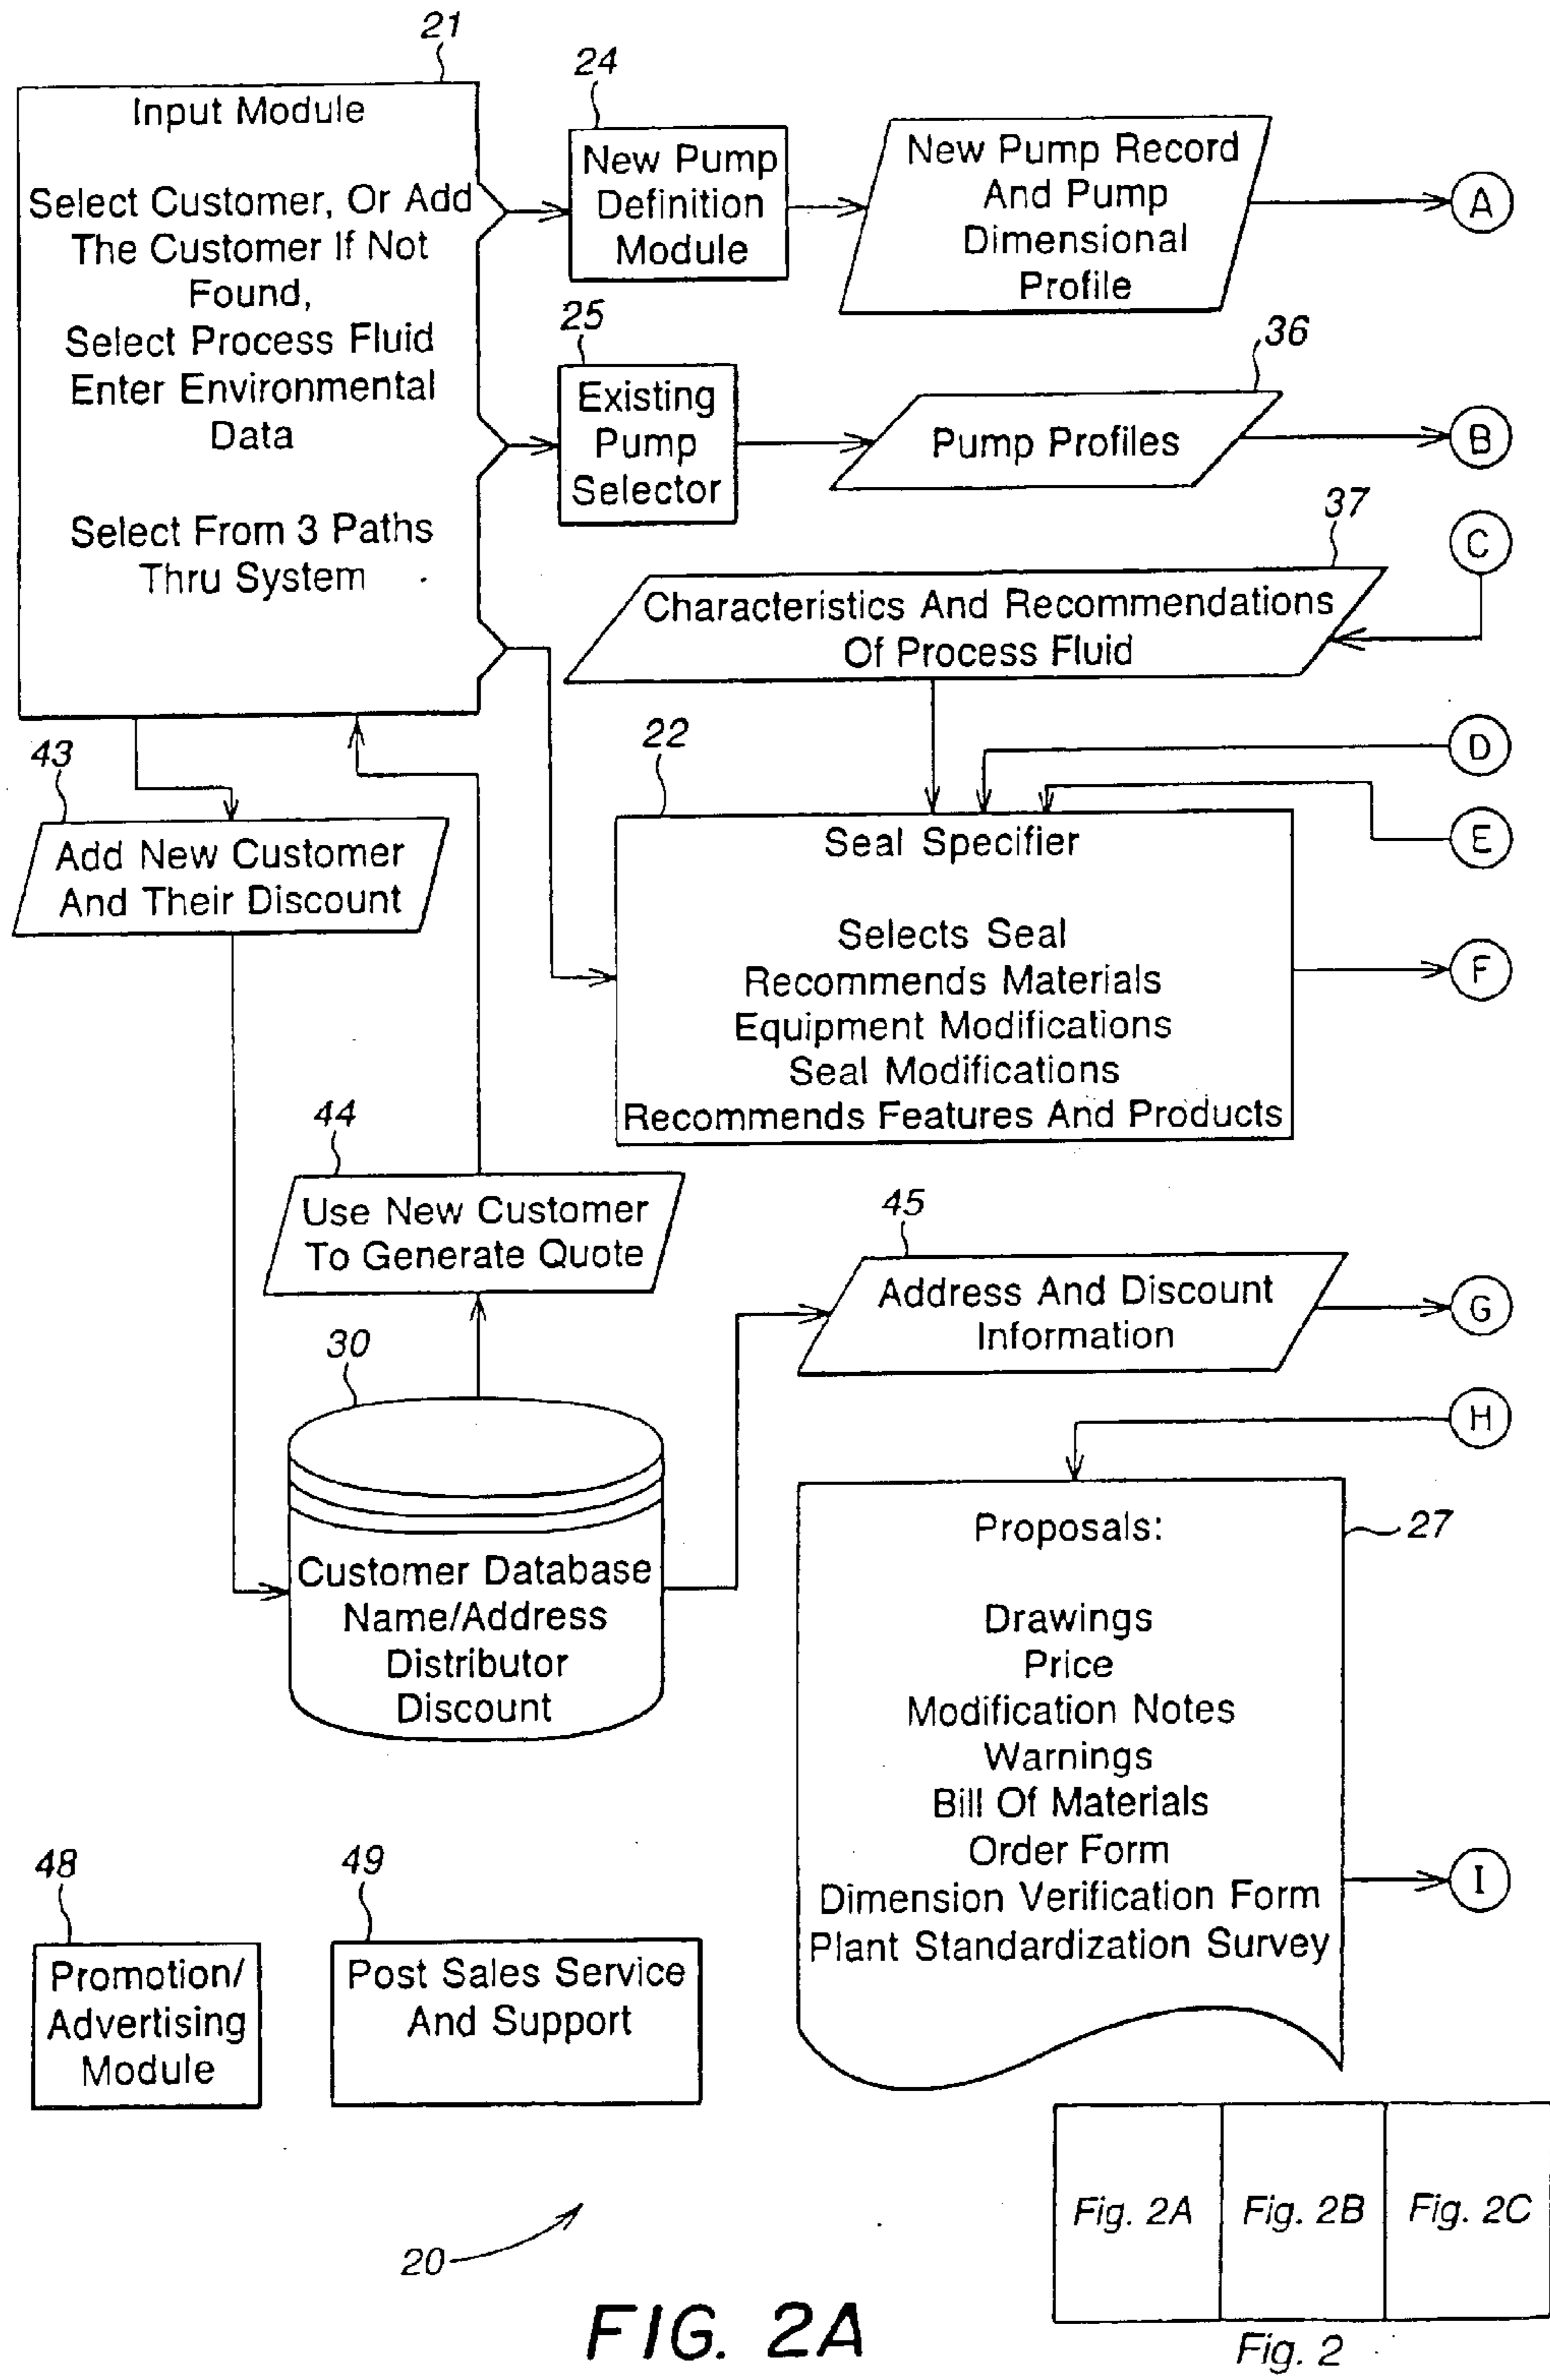 21
Input Module
Select Customer, Or Add
The Customer If Not
Found,
Select Process Fluid
Enter Environmental
Data
Select From 3 Paths
Thru System
24
New Pump
Definition
Module
New Pump Record
And Pump
Dimensional
Profile
A
25
Existing
Pump
Selector
36
Pump Profiles
B
37
Characteristics And Recommendations
Of Process Fluid
C
D
E
43
Add New Customer
And Their Discount
22
Seal Specifier
Selects Seal
Recommends Materials
Equipment Modifications
Seal Modifications
Recommends Features And Products
F
44
Use New Customer
To Generate Quote
45
Address And Discount
Information
G
30
Customer Database
Name/Address
Distributor
Discount
H
27
Proposals:
Drawings
Price
Modification Notes
Warnings
Bill Of Materials
Order Form
Dimension Verification Form
Plant Standardization Survey
I
48
Promotion/
Advertising
Module
49
Post Sales Service
And Support
20
Fig. 2A Fig. 2B Fig. 2C
Fig. 2
FIG. 2A